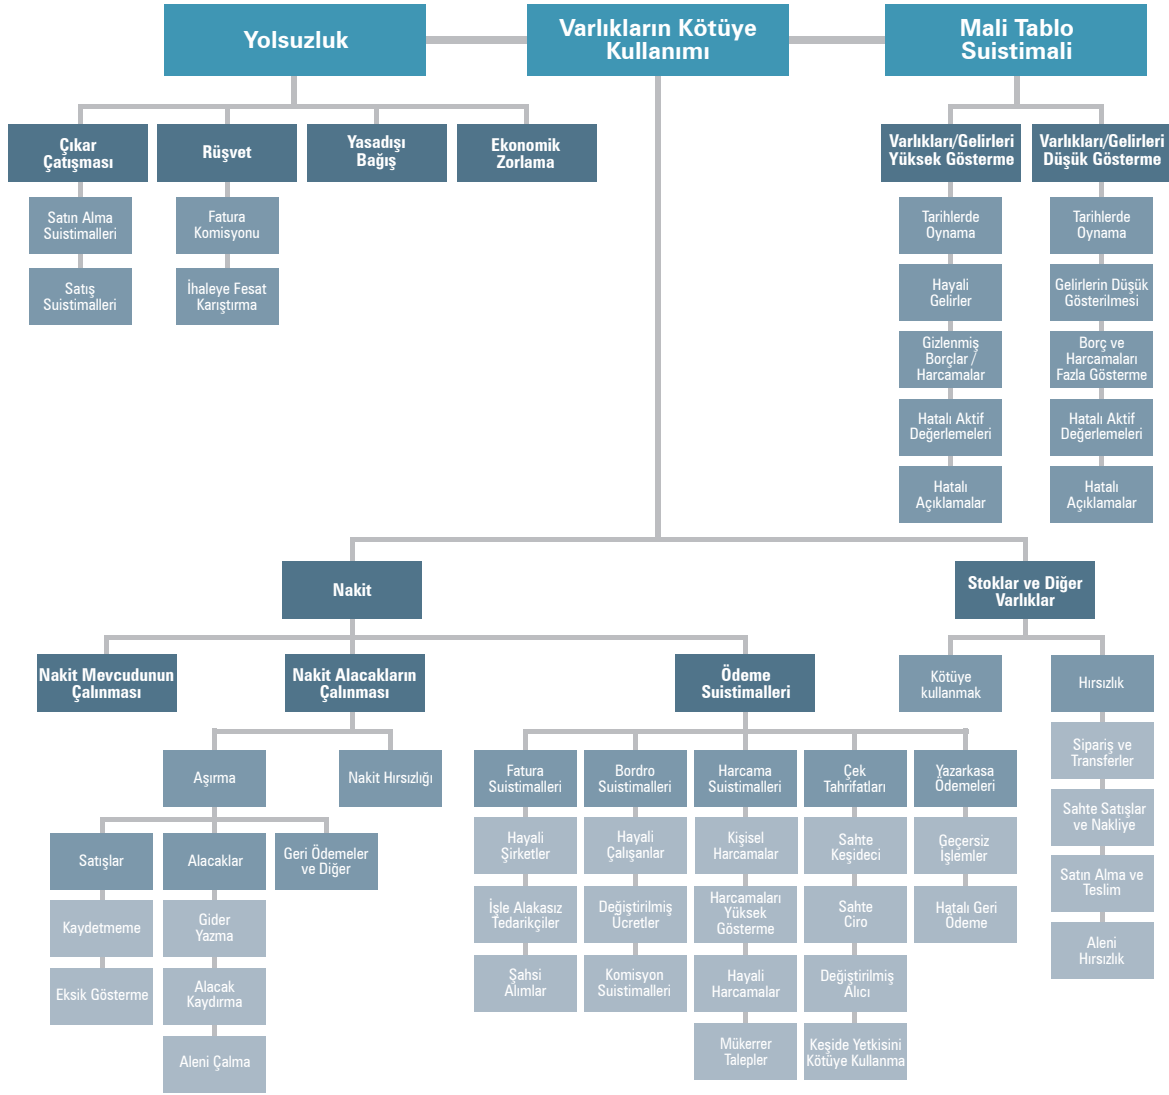 Yolsuzluk
Varlıkların Kötüye
Kullanımı
Mali Tablo
Suistimali
Çıkar
Çatışması
Rüşvet
Yasadışı
Bağış
Ekonomik
Zorlama
Varlıkları/Gelirleri
Yüksek Gösterme
Varlıkları/Gelirleri
Düşük Gösterme
Satın Alma
Suistimalleri
Satış
Suistimalleri
Fatura
Komisyonu
İhaleye Fesat
Karıştırma
Tarihlerde
Oynama
Hayali
Gelirler
Gizlenmiş
Borçlar /
Harcamalar
Hatalı Aktif
Değerlemeleri
Hatalı
Açıklamalar
Tarihlerde
Oynama
Gelirlerin Düşük
Gösterilmesi
Borç ve
Harcamaları
Fazla Gösterme
Hatalı Aktif
Değerlemeleri
Hatalı
Açıklamalar
Nakit
Stoklar ve Diğer
Varlıklar
Nakit Mevcudunun
Çalınması
Nakit Alacakların
Çalınması
Ödeme
Suistimalleri
Kötüye
kullanmak
Hırsızlık
Aşırma
Nakit Hırsızlığı
Satışlar
Alacaklar
Geri Ödemeler
ve Diğer
Kaydetmeme
Eksik Gösterme
Gider
Yazma
Alacak
Kaydırma
Aleni Çalma
Fatura
Suistimalleri
Hayali
Şirketler
İşle Alakasız
Tedarikçiler
Şahsi
Alımlar
Bordro
Suistimalleri
Hayali
Çalışanlar
Değiştirilmiş
Ücretler
Komisyon
Suistimalleri
Harcama
Suistimalleri
Kişisel
Harcamalar
Harcamaları
Yüksek
Gösterme
Hayali
Harcamalar
Mükerrer
Talepler
Çek
Tahrifatları
Sahte
Keşideci
Sahte
Ciro
Değiştirilmiş
Alıcı
Keşide Yetkisini
Kötüye Kullanma
Yazarkasa
Ödemeleri
Geçersiz
İşlemler
Hatalı Geri
Ödeme
Sipariş ve
Transferler
Sahte Satışlar
ve Nakliye
Satın Alma ve
Teslim
Aleni
Hırsızlık